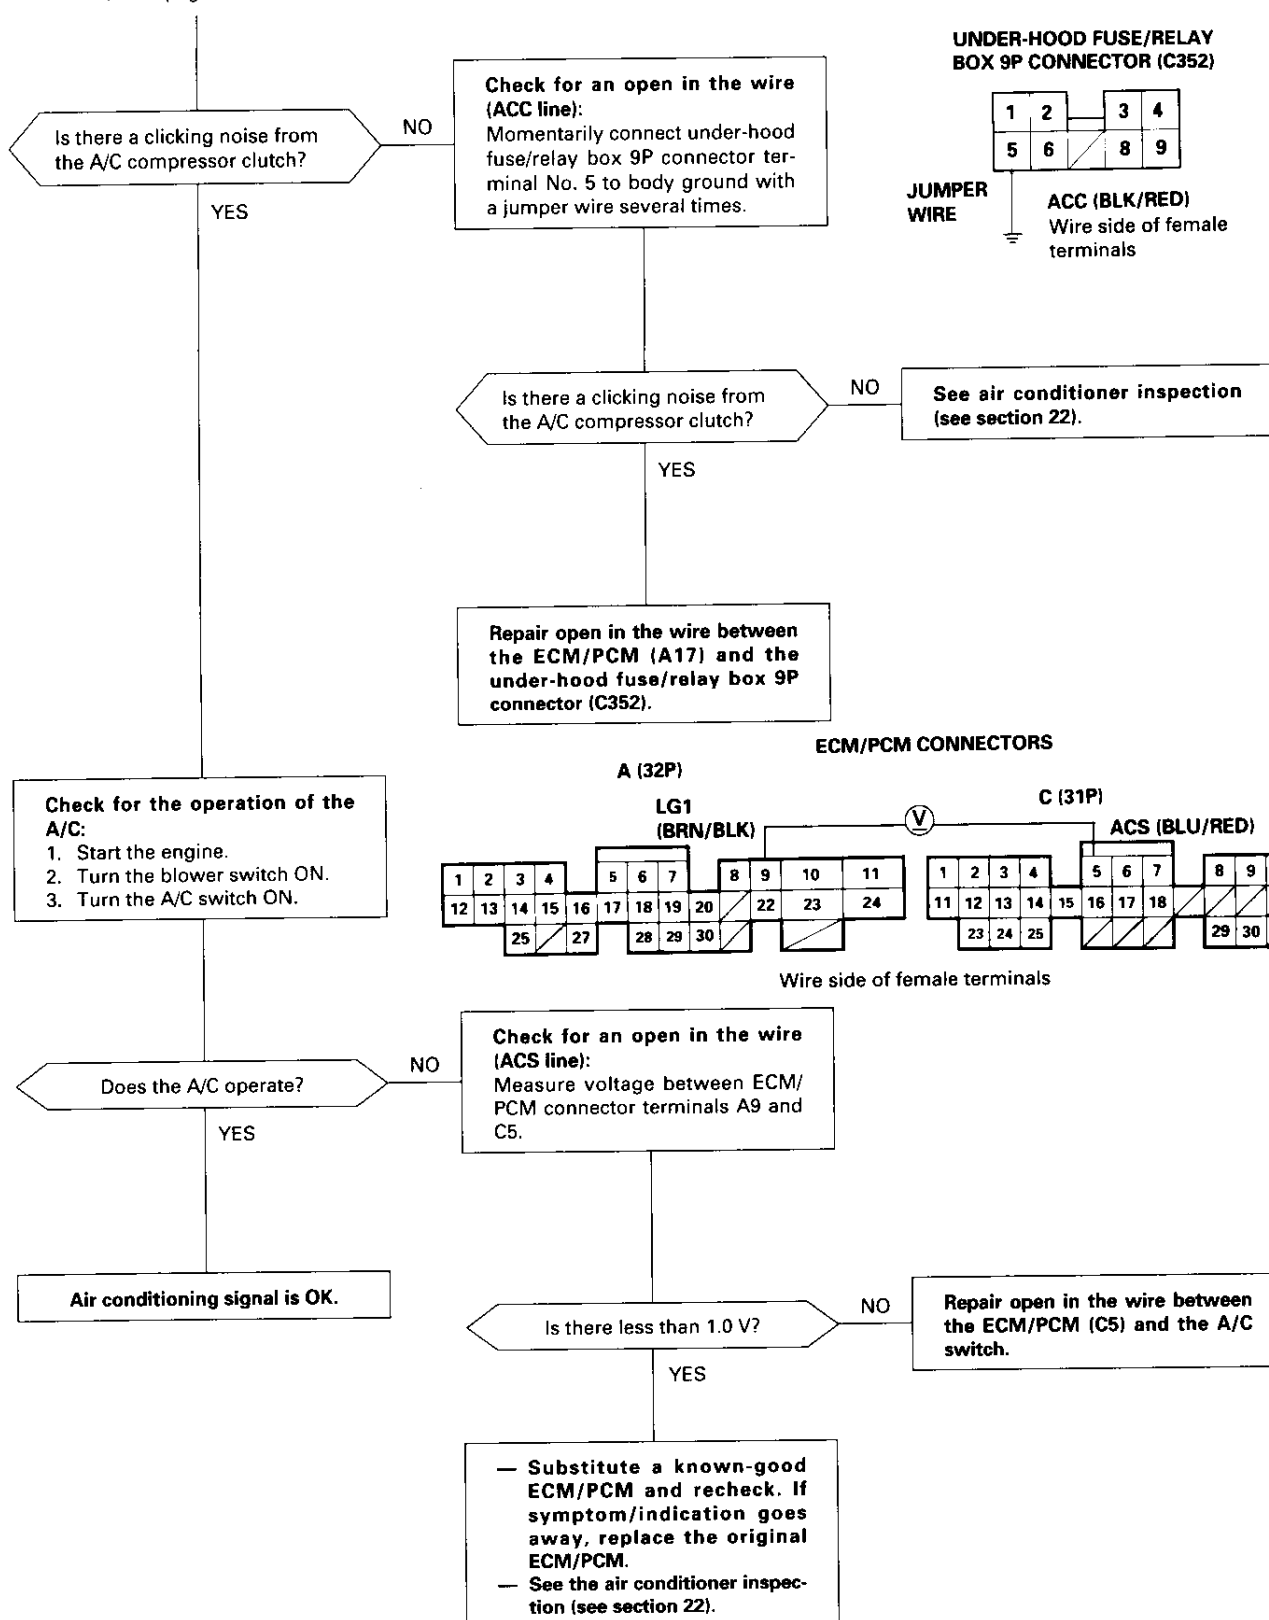 UNDER-HOOD FUSE/RELAY
BOX 9P CONNECTOR (C352)
1 2 3 4
5 6 8 9
JUMPER
WIRE
ACC (BLK/RED)
Wire side of female
terminals
Is there a clicking noise from
the A/C compressor clutch?
NO
YES
Check for an open in the wire
(ACC line):
Momentarily connect under-hood
fuse/relay box 9P connector ter-
minal No. 5 to body ground with
a jumper wire several times.
Is there a clicking noise from
the A/C compressor clutch?
NO
YES
See air conditioner inspection
(see section 22).
Repair open in the wire between
the ECM/PCM (A17) and the
under-hood fuse/relay box 9P
connector (C352).
ECM/PCM CONNECTORS
A (32P)
LG1
(BRN/BLK)
V
C (31P)
ACS (BLU/RED)
1 2 3 4 5 6 7 8 9 10 11
12 13 14 15 16 17 18 19 20 22 23 24
25 27 28 29 30
1 2 3 4 5 6 7 8 9
11 12 13 14 15 16 17 18
23 24 25 29 30
Wire side of female terminals
Check for the operation of the
A/C:
1. Start the engine.
2. Turn the blower switch ON.
3. Turn the A/C switch ON.
Does the A/C operate?
NO
YES
Check for an open in the wire
(ACS line):
Measure voltage between ECM/
PCM connector terminals A9 and
C5.
Air conditioning signal is OK.
Is there less than 1.0 V?
NO
YES
Repair open in the wire between
the ECM/PCM (C5) and the A/C
switch.
— Substitute a known-good
ECM/PCM and recheck. If
symptom/indication goes
away, replace the original
ECM/PCM.
— See the air conditioner inspec-
tion (see section 22).